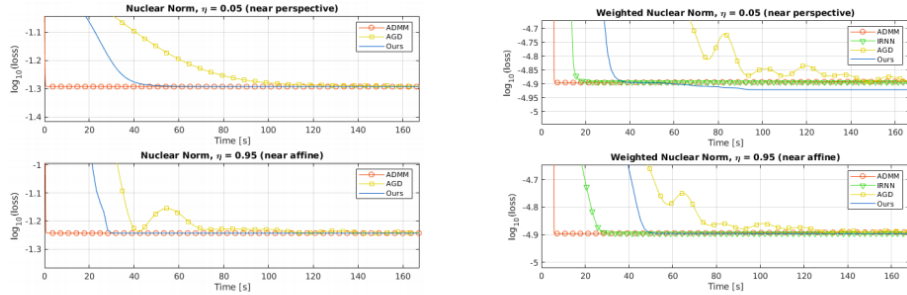 Nuclear Norm, η = 0.05 (near perspective)
-1.1
-1.2
-1.3
-1.4
log10(loss)
ADMM
AGD
Ours
0 20 40 60 80 100 120 140 160
Time [s]
Weighted Nuclear Norm, η = 0.05 (near perspective)
-4.7
-4.75
-4.8
-4.85
-4.9
-4.95
-5
log10(loss)
ADMM
IRNN
AGD
Ours
0 20 40 60 80 100 120 140 160
Time [s]
Nuclear Norm, η = 0.95 (near affine)
-1
-1.1
-1.2
-1.3
log10(loss)
ADMM
AGD
Ours
0 20 40 60 80 100 120 140 160
Time [s]
Weighted Nuclear Norm, η = 0.95 (near affine)
-4.7
-4.8
-4.9
-5
log10(loss)
ADMM
IRNN
AGD
Ours
0 20 40 60 80 100 120 140 160
Time [s]